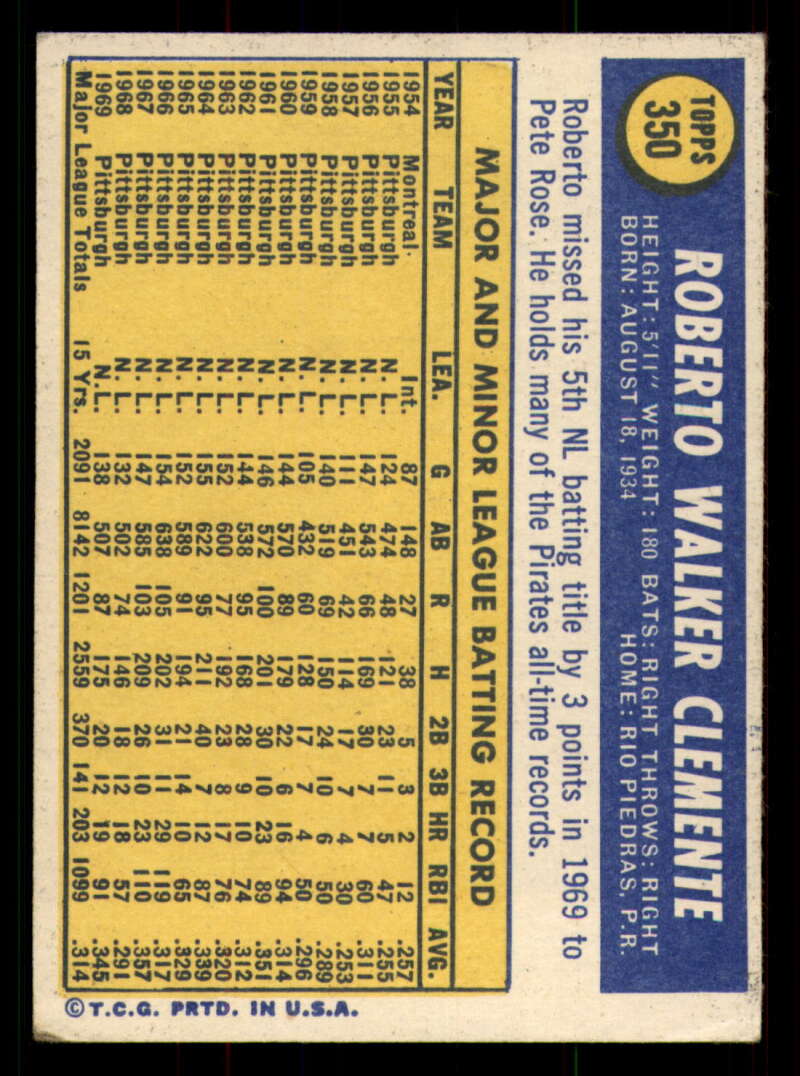 TOPPS
350
ROBERTO WALKER CLEMENTE
HEIGHT: 5'11" WEIGHT: 180 BATS: RIGHT THROWS: RIGHT
BORN: AUGUST 18, 1934 HOME: RIO PIEDRAS, P.R.
Roberto missed his 5th NL batting title by 3 points in 1969 to
Pete Rose. He holds many of the Pirates all-time records.
MAJOR AND MINOR LEAGUE BATTING RECORD
YEAR TEAM LEA. G AB R H 2B 3B HR RBI AVG.
1954 Montreal Int. 87 148 27 38 5 3 2 12 .257
1955 Pittsburgh N. L. 124 474 48 121 23 11 5 47 .255
1956 Pittsburgh N. L. 147 543 66 169 30 7 7 60 .311
1957 Pittsburgh N. L. 111 451 42 114 17 7 4 30 .253
1958 Pittsburgh N. L. 140 519 69 150 24 10 6 50 .289
1959 Pittsburgh N. L. 105 432 60 128 17 7 4 50 .296
1960 Pittsburgh N. L. 144 570 89 179 22 6 16 94 .314
1961 Pittsburgh N. L. 146 572 100 201 30 10 23 89 .351
1962 Pittsburgh N. L. 144 538 95 168 28 9 10 74 .312
1963 Pittsburgh N. L. 152 600 77 192 23 8 17 76 .320
1964 Pittsburgh N. L. 155 622 95 211 40 7 12 87 .339
1965 Pittsburgh N. L. 152 589 91 194 21 14 10 65 .329
1966 Pittsburgh N. L. 154 638 105 202 31 11 29 119 .317
1967 Pittsburgh N. L. 147 585 103 209 26 10 23 110 .357
1968 Pittsburgh N. L. 132 502 74 146 18 12 18 57 .291
1969 Pittsburgh N. L. 138 507 87 175 20 12 19 91 .345
Major League Totals 15 Yrs. 2091 8142 1201 2559 370 141 203 1099 .314
© T.C.G. PRTD. IN U.S.A.